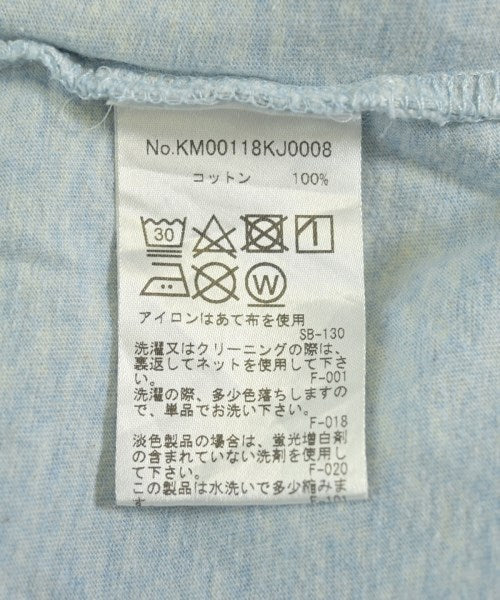 No.KM00118KJ0008
コットン 100%
30
W
アイロンはあて布を使用
SB-130
洗濯又はクリーニングの際は、
裏返してネットを使用して下さ
い。 F-001
洗濯の際、多少色落ちしますの
で、単品でお洗い下さい。
F-018
淡色製品の場合は、蛍光増白剤
の含まれていない洗剤を使用し
て下さい。 F-020
この製品は水洗いで多少縮みま
す